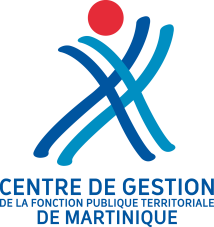 CENTRE DE GESTION
DE LA FONCTION PUBLIQUE TERRITORIALE
DE MARTINIQUE